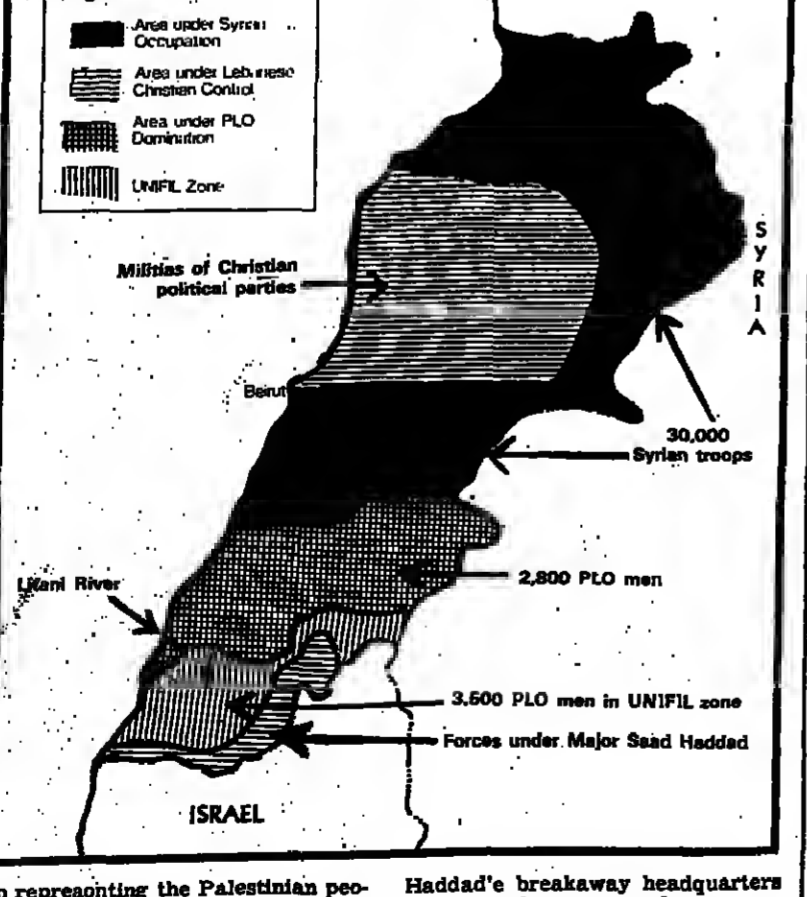 Area under Syrian
Occupation
Area under Lebanese
Christian Control
Area under PLO
Domination
UNIFIL Zone
Militias of Christian
political parties
SYRIA
Beirut
30,000
Syrian troops
Litani River
2,800 PLO men
3,500 PLO men in UNIFIL zone
Forces under Major Saad Haddad
ISRAEL
repreaonting the Palestinian peo-
Haddad'e breakaway headquarters